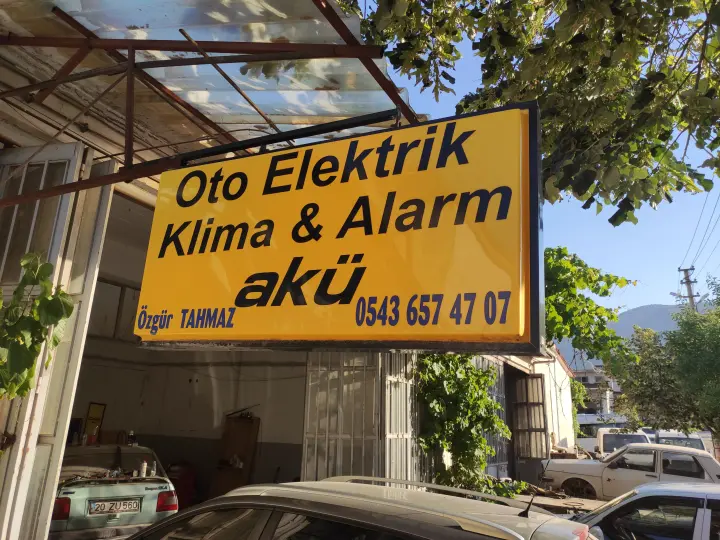 Oto Elektrik
Klima & Alarm
akü
Özgür TAHMAZ 0543 657 47 07
20 ZU 560